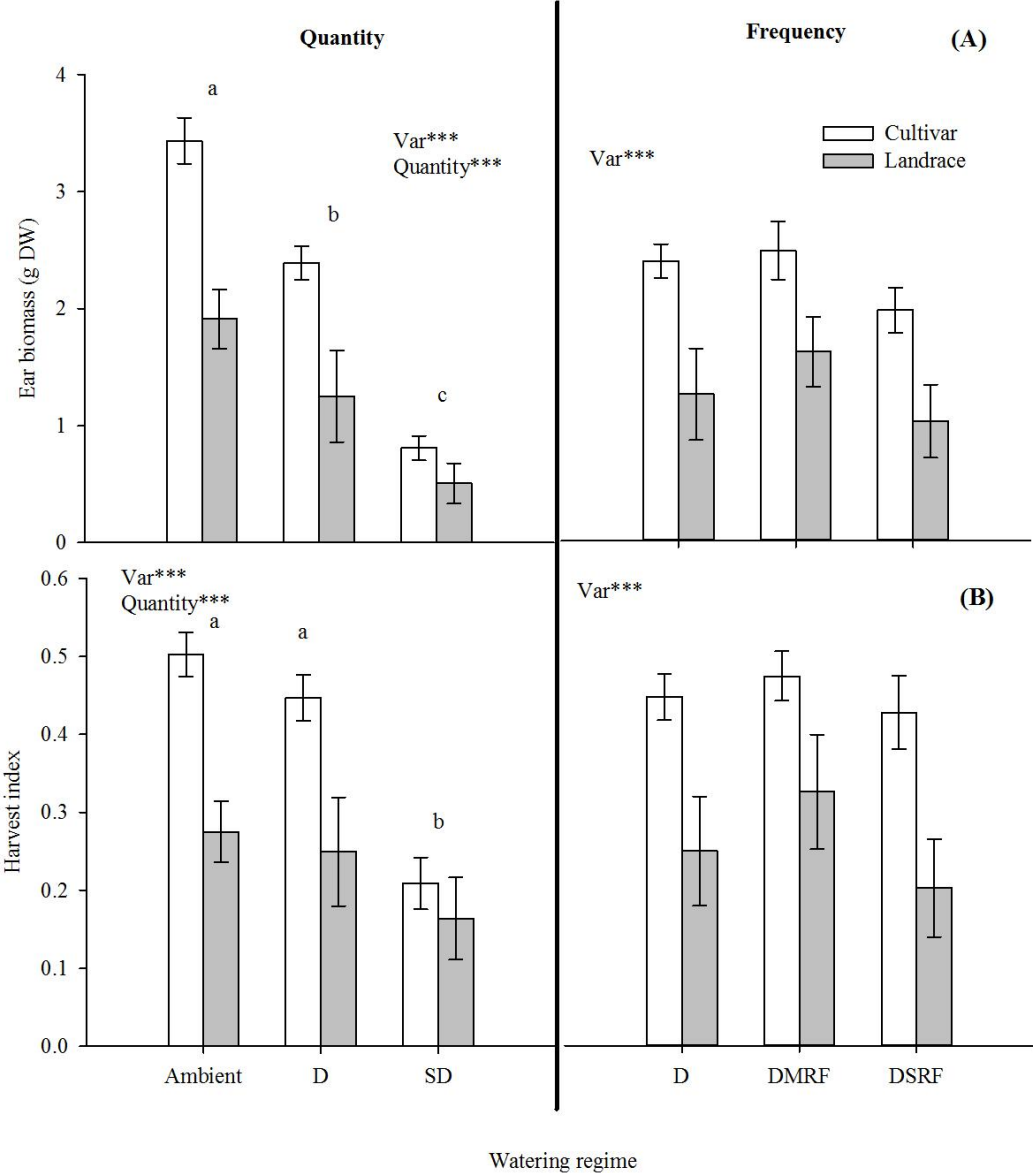 Quantity
Frequency
(A)
4
3
2
1
0
Ear biomass (g DW)
a
b
c
Var***
Quantity***
Var***
Cultivar
Landrace
0.6
0.5
0.4
0.3
0.2
0.1
0.0
Harvest index
Var***
Quantity***
a
a
b
Var***
(B)
Ambient
D
SD
D
DMRF
DSRF
Watering regime